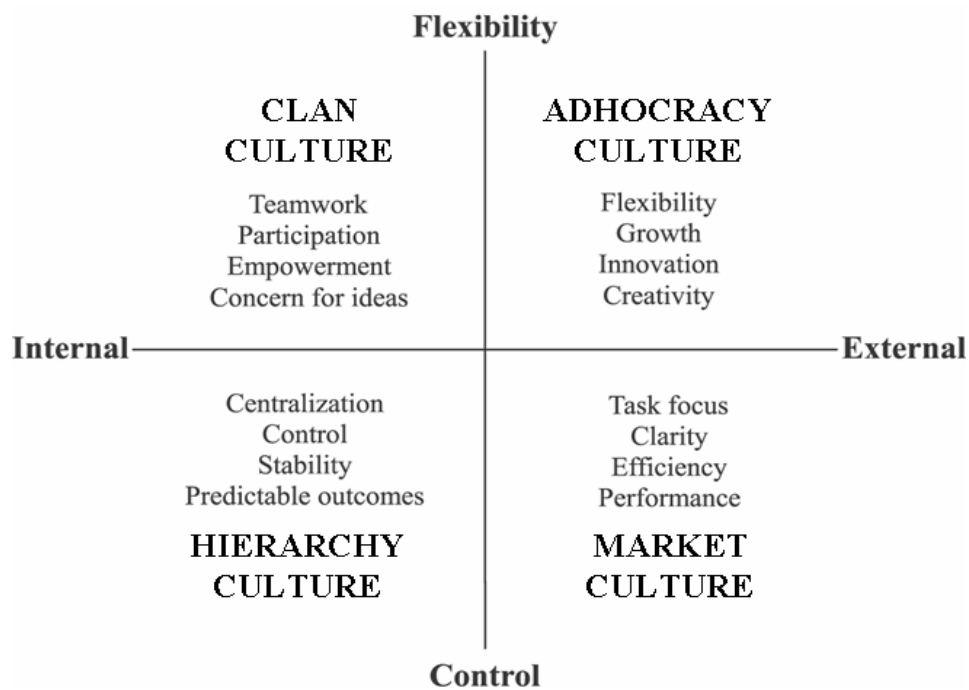 Flexibility
CLAN
CULTURE
Teamwork
Participation
Empowerment
Concern for ideas
ADHOCRACY
CULTURE
Flexibility
Growth
Innovation
Creativity
Internal
External
Centralization
Control
Stability
Predictable outcomes
HIERARCHY
CULTURE
Task focus
Clarity
Efficiency
Performance
MARKET
CULTURE
Control